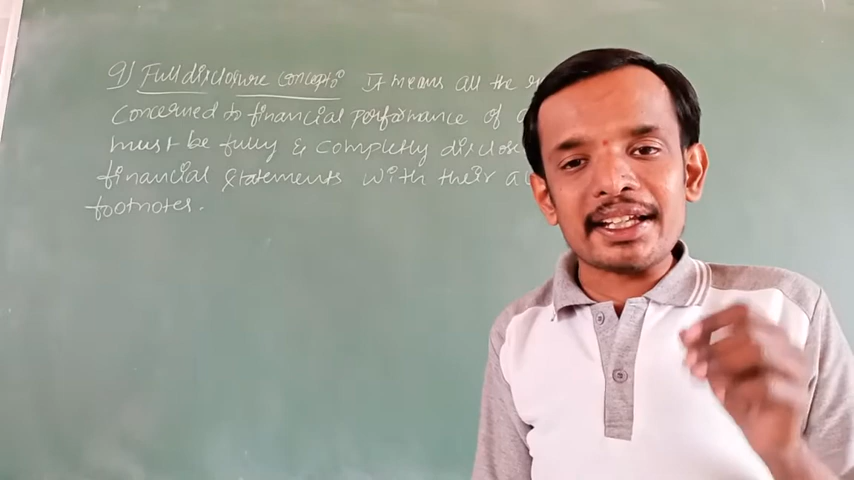 9) Full disclosure concept:- It means all the
concerned to financial performance of
must be fully & completly disclose
financial statements with their
footnotes.